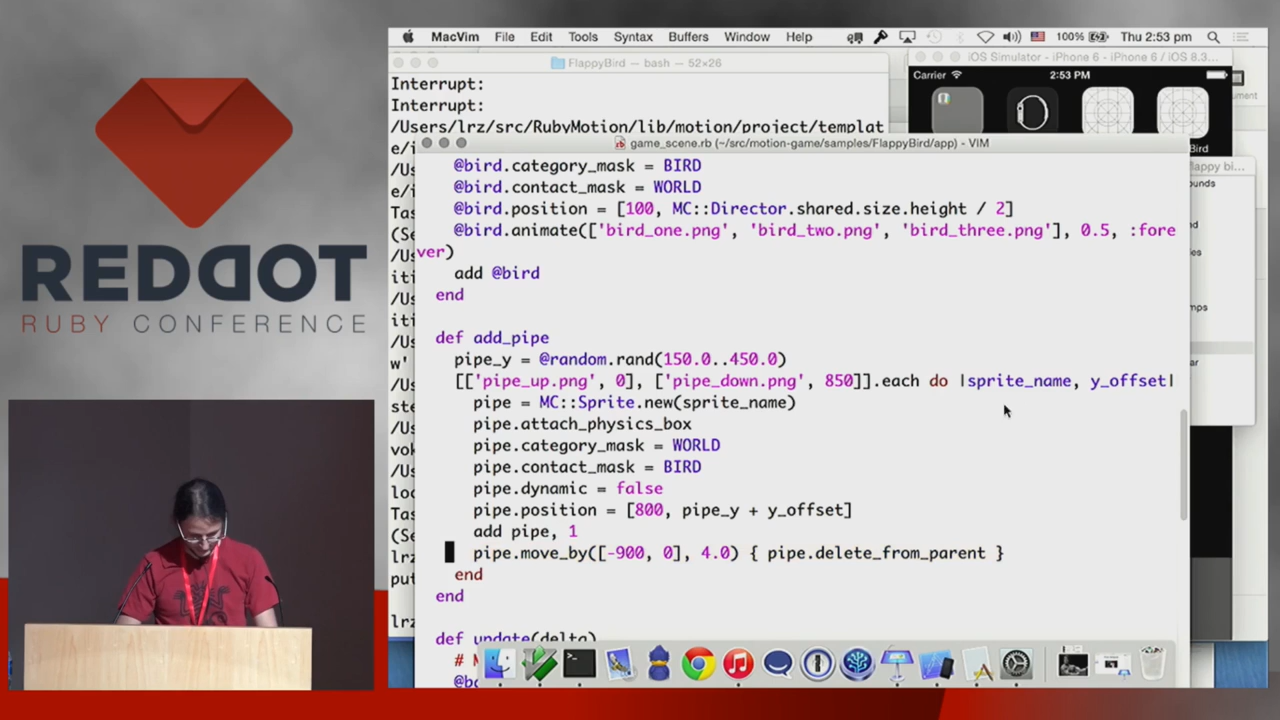 REDDOT
RUBY CONFERENCE
MacVim File Edit Tools Syntax Buffers Window Help 100% Thu 2:53 pm
FlappyBird — bash — 52×26
iOS Simulator - iPhone 6 - iPhone 6 / iOS 8.3...
Carrier 2:53 PM
Interrupt:
Interrupt:
/Users/lrz/src/RubyMotion/lib/motion/project/templat
game_scene.rb (~/src/motion-game/samples/FlappyBird/app) - VIM
@bird.category_mask = BIRD
@bird.contact_mask = WORLD
@bird.position = [100, MC::Director.shared.size.height / 2]
@bird.animate(['bird_one.png', 'bird_two.png', 'bird_three.png'], 0.5, :fore
ver)
add @bird
end
def add_pipe
pipe_y = @random.rand(150.0..450.0)
[['pipe_up.png', 0], ['pipe_down.png', 850]].each do |sprite_name, y_offset|
pipe = MC::Sprite.new(sprite_name)
pipe.attach_physics_box
pipe.category_mask = WORLD
pipe.contact_mask = BIRD
pipe.dynamic = false
pipe.position = [800, pipe_y + y_offset]
add pipe, 1
pipe.move_by([-900, 0], 4.0) { pipe.delete_from_parent }
end
end
def update(delta)